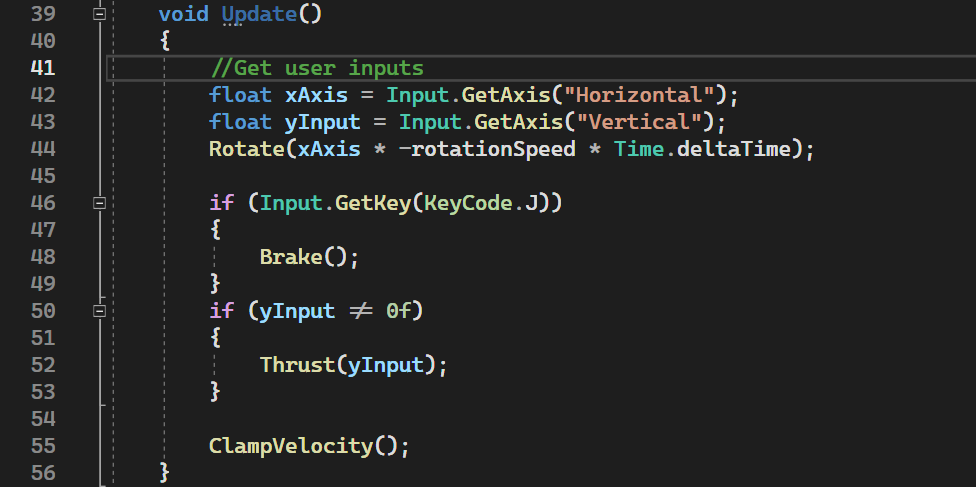 39 void Update()
40 {
41 //Get user inputs
42 float xAxis = Input.GetAxis("Horizontal");
43 float yInput = Input.GetAxis("Vertical");
44 Rotate(xAxis * -rotationSpeed * Time.deltaTime);
45
46 if (Input.GetKey(KeyCode.J))
47 {
48 Brake();
49 }
50 if (yInput ≠ 0f)
51 {
52 Thrust(yInput);
53 }
54
55 ClampVelocity();
56 }